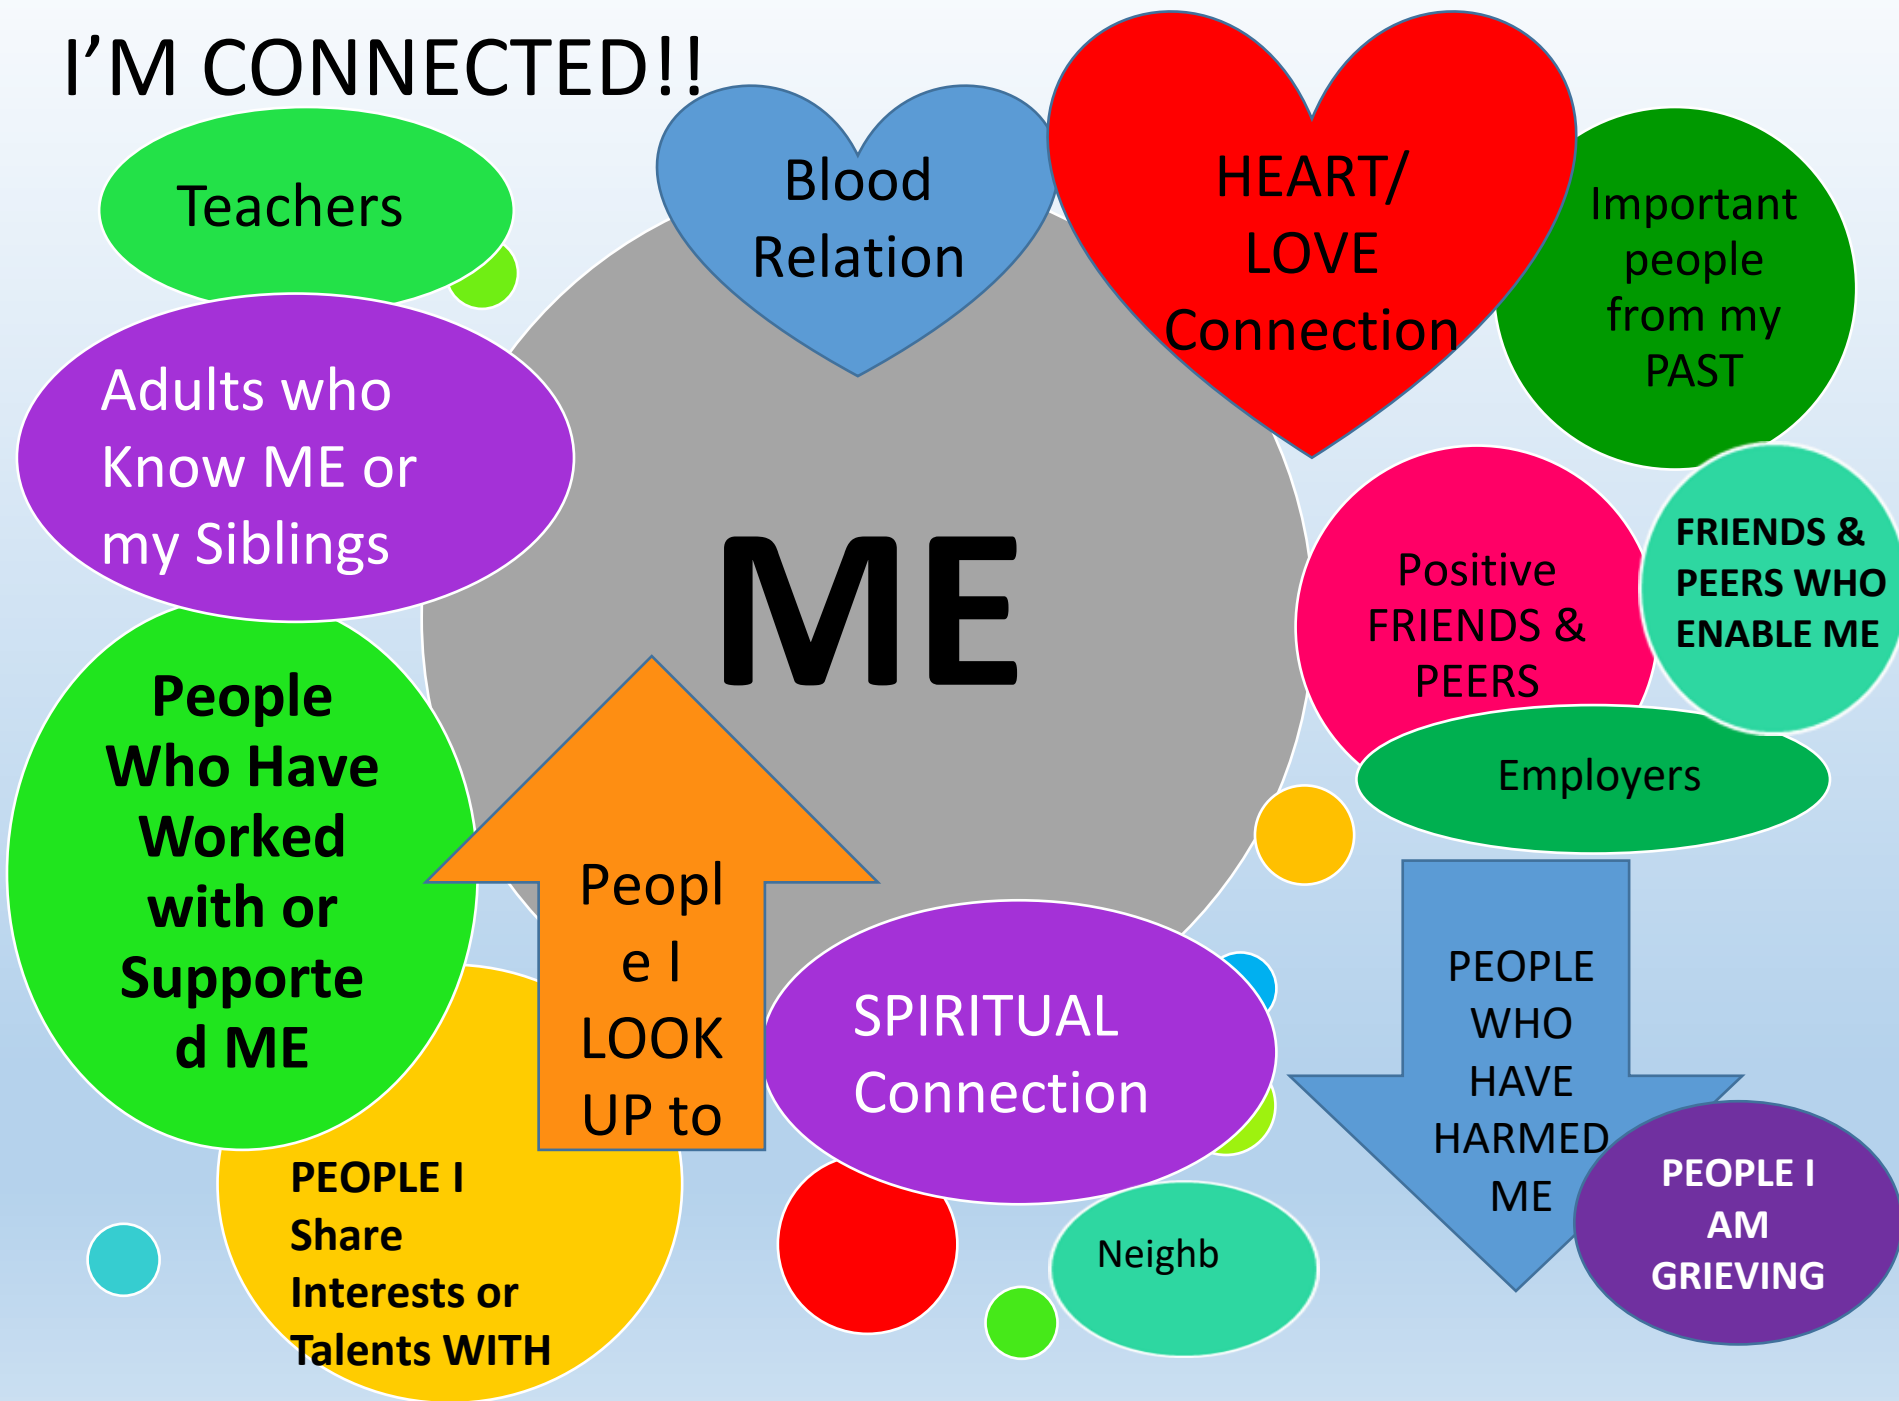 I'M CONNECTED!!
Teachers
Blood
Relation
HEART/
LOVE
Connection
Important
people
from my
PAST
Adults who
Know ME or
my Siblings
ME
Positive
FRIENDS &
PEERS
FRIENDS &
PEERS WHO
ENABLE ME
Employers
People
Who Have
Worked
with or
Supporte
d ME
Peopl
e I
LOOK
UP to
SPIRITUAL
Connection
PEOPLE
WHO
HAVE
HARMED
ME
PEOPLE I
AM
GRIEVING
PEOPLE I
Share
Interests or
Talents WITH
Neighb